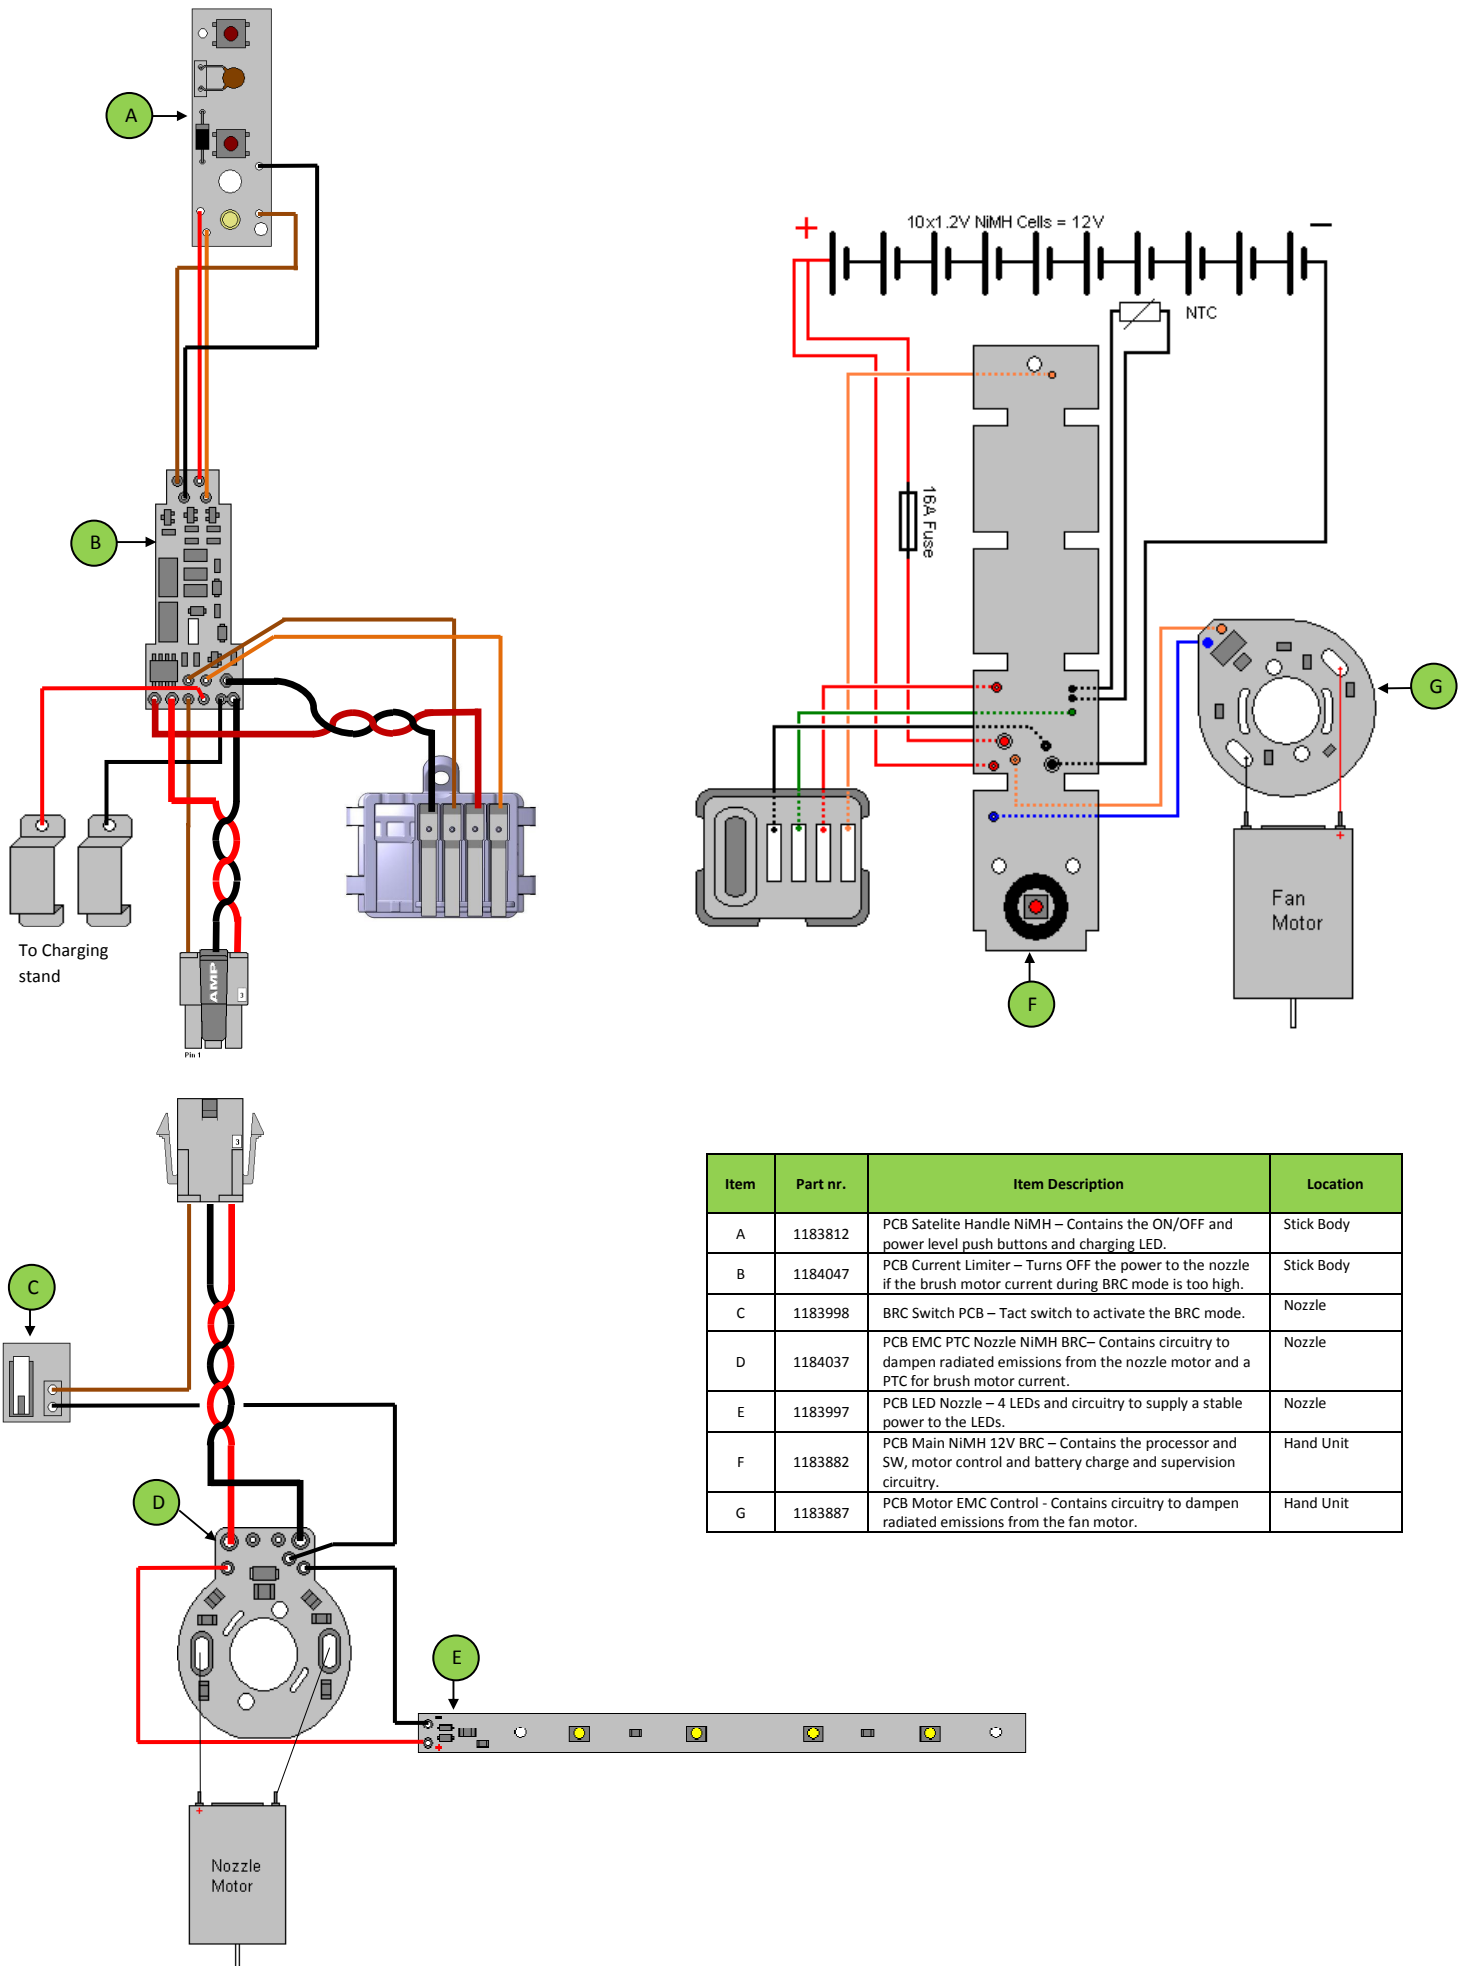 A
10x1.2V NiMH Cells = 12V
+
−
NTC
16A Fuse
B
G
Fan
Motor
+
F
To Charging
stand
AMP
3
Pin 1
3
C
D
E
-
+
+
Nozzle
Motor
Item Part nr. Item Description Location
A 1183812 PCB Satelite Handle NiMH – Contains the ON/OFF and Stick Body
power level push buttons and charging LED.
B 1184047 PCB Current Limiter – Turns OFF the power to the nozzle Stick Body
if the brush motor current during BRC mode is too high.
C 1183998 BRC Switch PCB – Tact switch to activate the BRC mode. Nozzle
D 1184037 PCB EMC PTC Nozzle NiMH BRC– Contains circuitry to Nozzle
dampen radiated emissions from the nozzle motor and a
PTC for brush motor current.
E 1183997 PCB LED Nozzle – 4 LEDs and circuitry to supply a stable Nozzle
power to the LEDs.
F 1183882 PCB Main NiMH 12V BRC – Contains the processor and Hand Unit
SW, motor control and battery charge and supervision
circuitry.
G 1183887 PCB Motor EMC Control - Contains circuitry to dampen Hand Unit
radiated emissions from the fan motor.